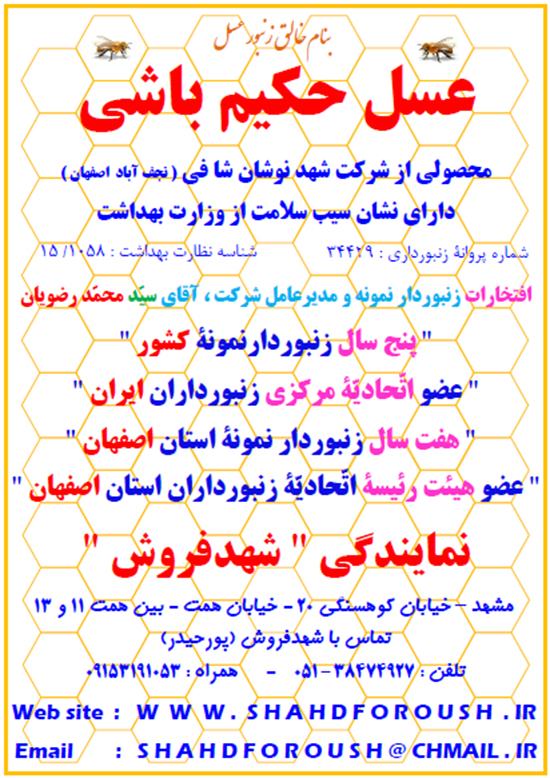 بنام خالق زنبور عسل
عسل حکیم باشی
محصولی از شرکت شهد نوشان شا فی ( نجف آباد اصفهان )
دارای نشان سیب سلامت از وزارت بهداشت
شماره پروانهٔ زنبورداری : ۳۴۴۲۹ شناسه نظارت بهداشت : ۱۰۵۸/ ۱۵
افتخارات زنبوردار نمونه و مدیرعامل شرکت ، آقای سیّد محمّد رضویان
" پنج سال زنبوردارنمونهٔ کشور "
" عضو اتّحادیّهٔ مرکزی زنبورداران ایران "
" هفت سال زنبوردار نمونهٔ استان اصفهان "
" عضو هیئت رئیسهٔ اتّحادیّهٔ زنبورداران استان اصفهان "
نمایندگی " شهدفروش "
مشهد – خیابان کوهسنگی ۲۰ - خیابان همت - بین همت ۱۱ و ۱۳
تماس با شهدفروش (پورحیدر)
تلفن : ۳۸۴۷۴۹۲۷ - ۰۵۱ - همراه : ۰۹۱۵۳۱۹۱۰۵۳
Web site : W W W . S H A H D F O R O U S H . I R
Email : S H A H D F O R O U S H @ C H M A I L . I R